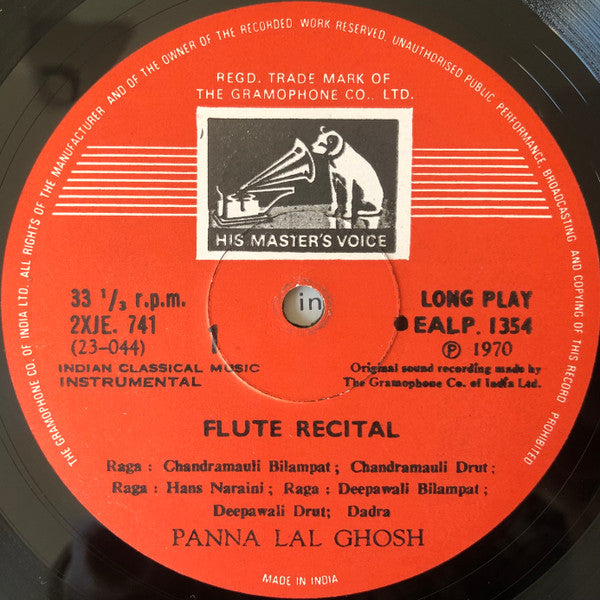 THE GRAMOPHONE CO. OF INDIA LTD. ALL RIGHTS OF THE MANUFACTURER AND OF THE OWNER OF THE RECORDED WORK RESERVED. UNAUTHORISED PUBLIC PERFORMANCE, BROADCASTING AND COPYING OF THIS RECORD PROHIBITED
REGD. TRADE MARK OF
THE GRAMOPHONE CO., LTD.
HIS MASTER'S VOICE
33 1/3 r.p.m.
2XJE. 741
(23-044)
1
INDIAN CLASSICAL MUSIC
INSTRUMENTAL
in
LONG PLAY
EALP. 1354
Ⓟ 1970
Original sound recording made by
The Gramophone Co. of India Ltd.
FLUTE RECITAL
Raga : Chandramauli Bilampat ; Chandramauli Drut ;
Raga : Hans Naraini ; Raga : Deepawali Bilampat ;
Deepawali Drut; Dadra
PANNA LAL GHOSH
MADE IN INDIA